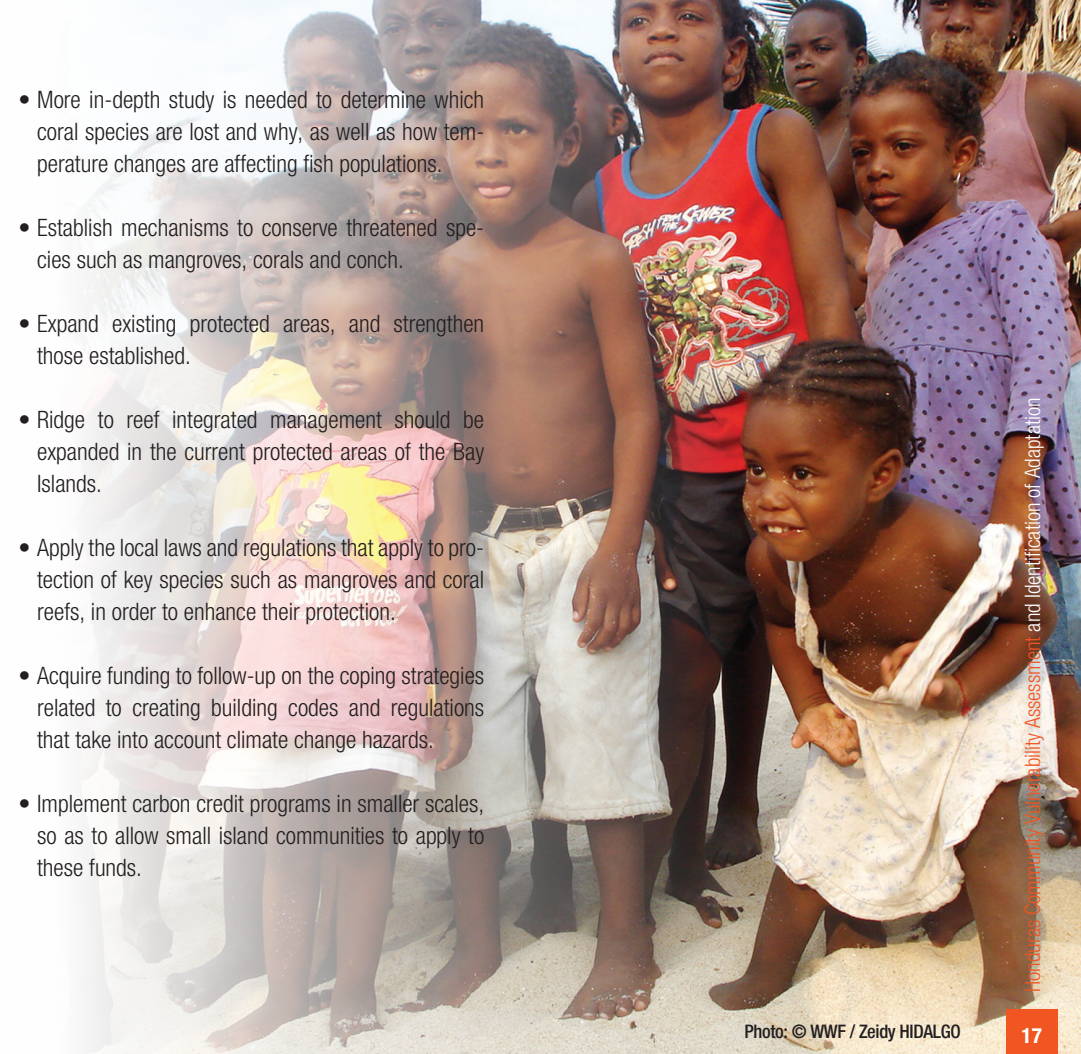 • More in-depth study is needed to determine which
coral species are lost and why, as well as how tem-
perature changes are affecting fish populations.
• Establish mechanisms to conserve threatened spe-
cies such as mangroves, corals and conch.
• Expand existing protected areas, and strengthen
those established.
• Ridge to reef integrated management should be
expanded in the current protected areas of the Bay
Islands.
• Apply the local laws and regulations that apply to pro-
tection of key species such as mangroves and coral
reefs, in order to enhance their protection.
• Acquire funding to follow-up on the coping strategies
related to creating building codes and regulations
that take into account climate change hazards.
• Implement carbon credit programs in smaller scales,
so as to allow small island communities to apply to
these funds.
FRESH FROM THE SEWER
TMNT
Superheroes
Honduras Community Vulnerability Assessment and Identification of Adaptation
Photo: © WWF / Zeidy HIDALGO
17